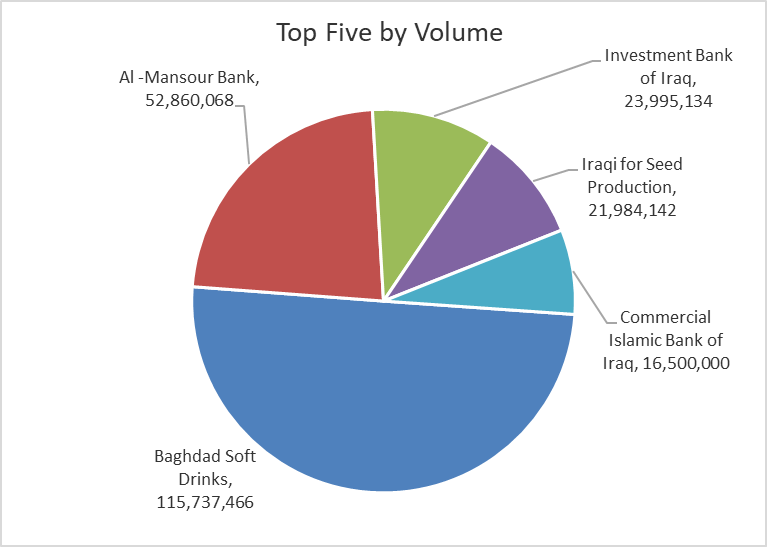 Top Five by Volume
Al -Mansour Bank,
52,860,068
Investment Bank
of Iraq,
23,995,134
Iraqi for Seed
Production,
21,984,142
Commercial
Islamic Bank of
Iraq, 16,500,000
Baghdad Soft
Drinks,
115,737,466